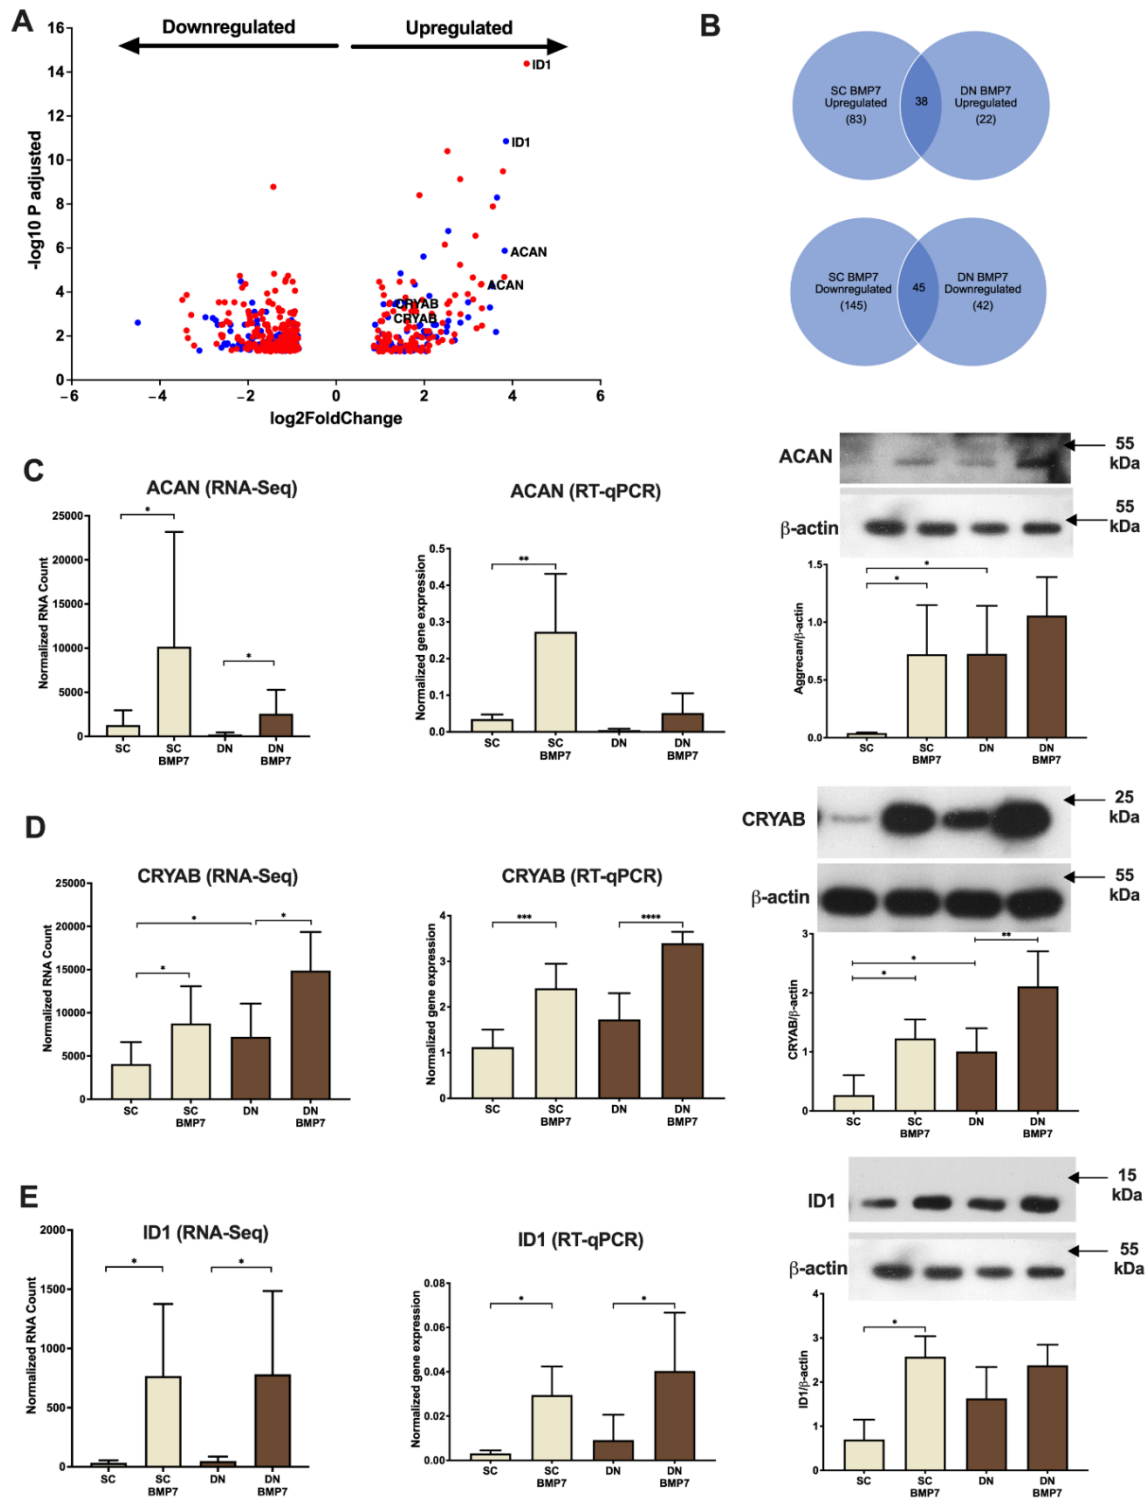 A
Downregulated
Upregulated
16
14
12
10
8
6
4
2
0
-log10 P adjusted
−6
−4
−2
0
2
4
6
log2FoldChange
ID1
ID1
ACAN
ACAN
CRYAB
CRYAB
B
SC BMP7
Upregulated
(83)
38
DN BMP7
Upregulated
(22)
SC BMP7
Downregulated
(145)
45
DN BMP7
Downregulated
(42)
C
ACAN (RNA-Seq)
25000
20000
15000
10000
5000
0
Normalized RNA Count
*
*
SC
SC
BMP7
DN
DN
BMP7
ACAN (RT-qPCR)
0.5
0.4
0.3
0.2
0.1
0.0
Normalized gene expression
**
SC
SC
BMP7
DN
DN
BMP7
ACAN
55
kDa
β-actin
55
kDa
1.5
1.0
0.5
0.0
Aggrecan/β-actin
*
*
SC
SC
BMP7
DN
DN
BMP7
D
CRYAB (RNA-Seq)
25000
20000
15000
10000
5000
0
Normalized RNA Count
*
*
*
SC
SC
BMP7
DN
DN
BMP7
CRYAB (RT-qPCR)
4
3
2
1
0
Normalized gene expression
***
****
SC
SC
BMP7
DN
DN
BMP7
CRYAB
25
kDa
β-actin
55
kDa
3
2
1
0
CRYAB/β-actin
**
*
*
SC
SC
BMP7
DN
DN
BMP7
E
ID1 (RNA-Seq)
2000
1500
1000
500
0
Normalized RNA Count
*
*
SC
SC
BMP7
DN
DN
BMP7
ID1 (RT-qPCR)
0.08
0.06
0.04
0.02
0.00
Normalized gene expression
*
*
SC
SC
BMP7
DN
DN
BMP7
ID1
15
kDa
β-actin
55
kDa
4
3
2
1
0
ID1/β-actin
*
SC
SC
BMP7
DN
DN
BMP7